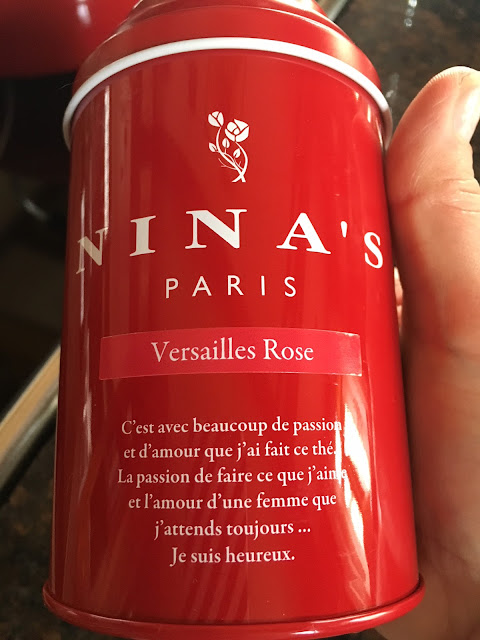 NINA'S
PARIS
Versailles Rose
C'est avec beaucoup de passion
et d'amour que j'ai fait ce thé.
La passion de faire ce que j'aime
et l'amour d'une femme que
j'attends toujours ...
Je suis heureux.